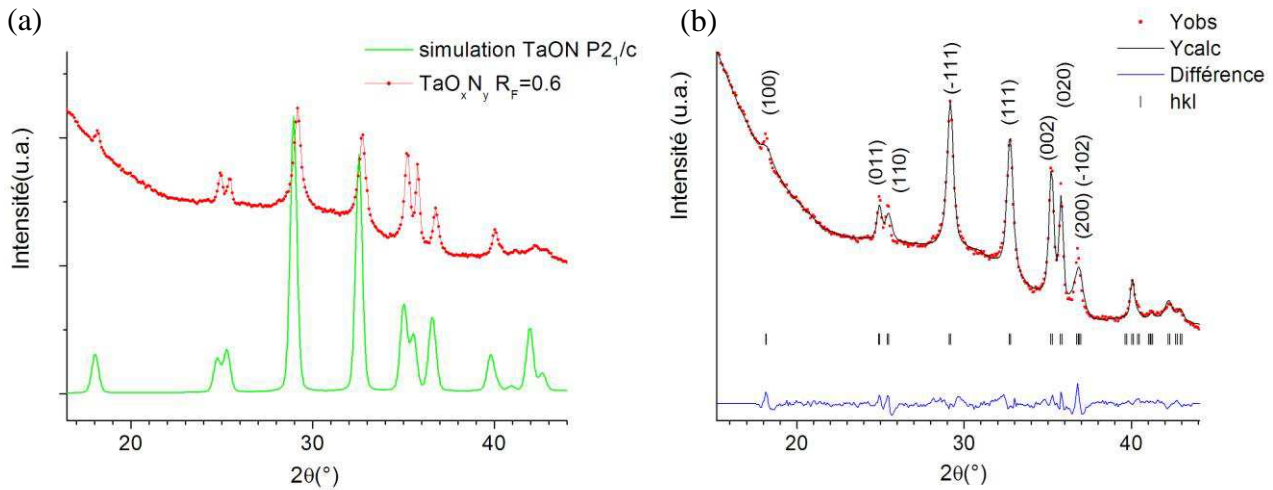 (a)
simulation TaON P2₁/c
TaOₓNᵧ R_F=0.6
Intensité(u.a.)
20 30 40
2θ(°)
(b)
Yobs
Ycalc
Différence
hkl
(100)
(011)
(110)
(-111)
(111)
(002)
(020)
(200) (-102)
Intensité (u.a.)
20 30 40
2θ(°)